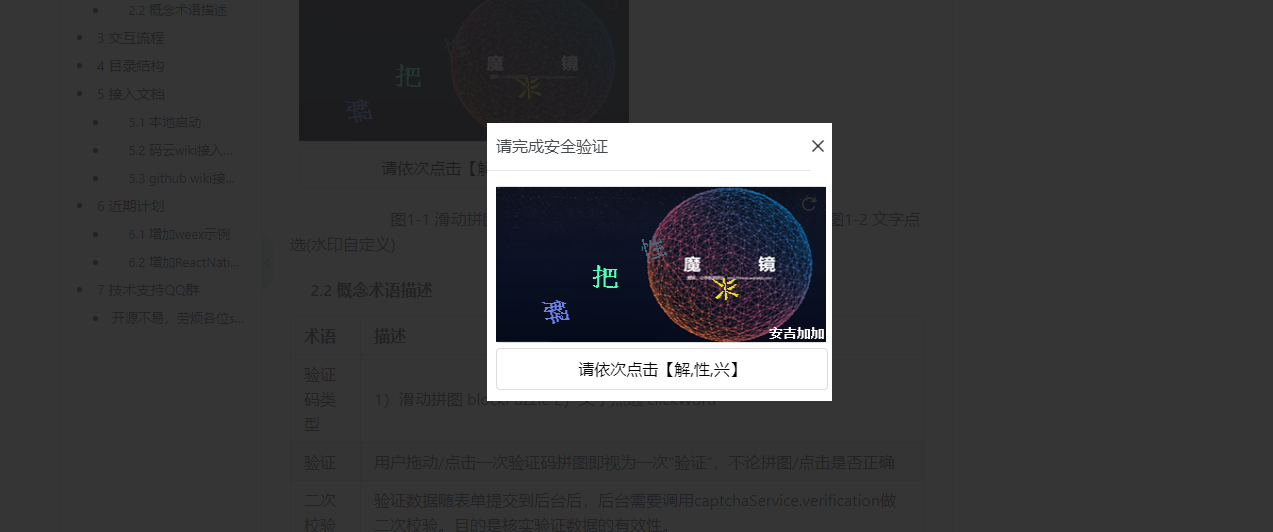 2.2 概念术语描述
3 交互流程
4 目录结构
5 接入文档
5.1 本地启动
5.2 码云wiki接入...
5.3 github wiki接...
6 近期计划
6.1 增加weex示例
6.2 增加ReactNati...
7 技术支持QQ群
开源不易，劳烦各位s...
把
魔 镜
请依次点击【解
图1-1 滑动拼图
图1-2 文字点
选(水印自定义)
2.2 概念术语描述
术语 描述
验证
码类
型
1）滑动拼图 blockPuzzle 2）文字点选 clickWord
验证 用户拖动/点击一次验证码拼图即视为一次“验证”，不论拼图/点击是否正确
二次
校验
验证数据随表单提交到后台后，后台需要调用captchaService.verification做
二次校验。目的是核实验证数据的有效性。
请完成安全验证
性
把
魔 镜
解
兴
安吉加加
请依次点击【解,性,兴】